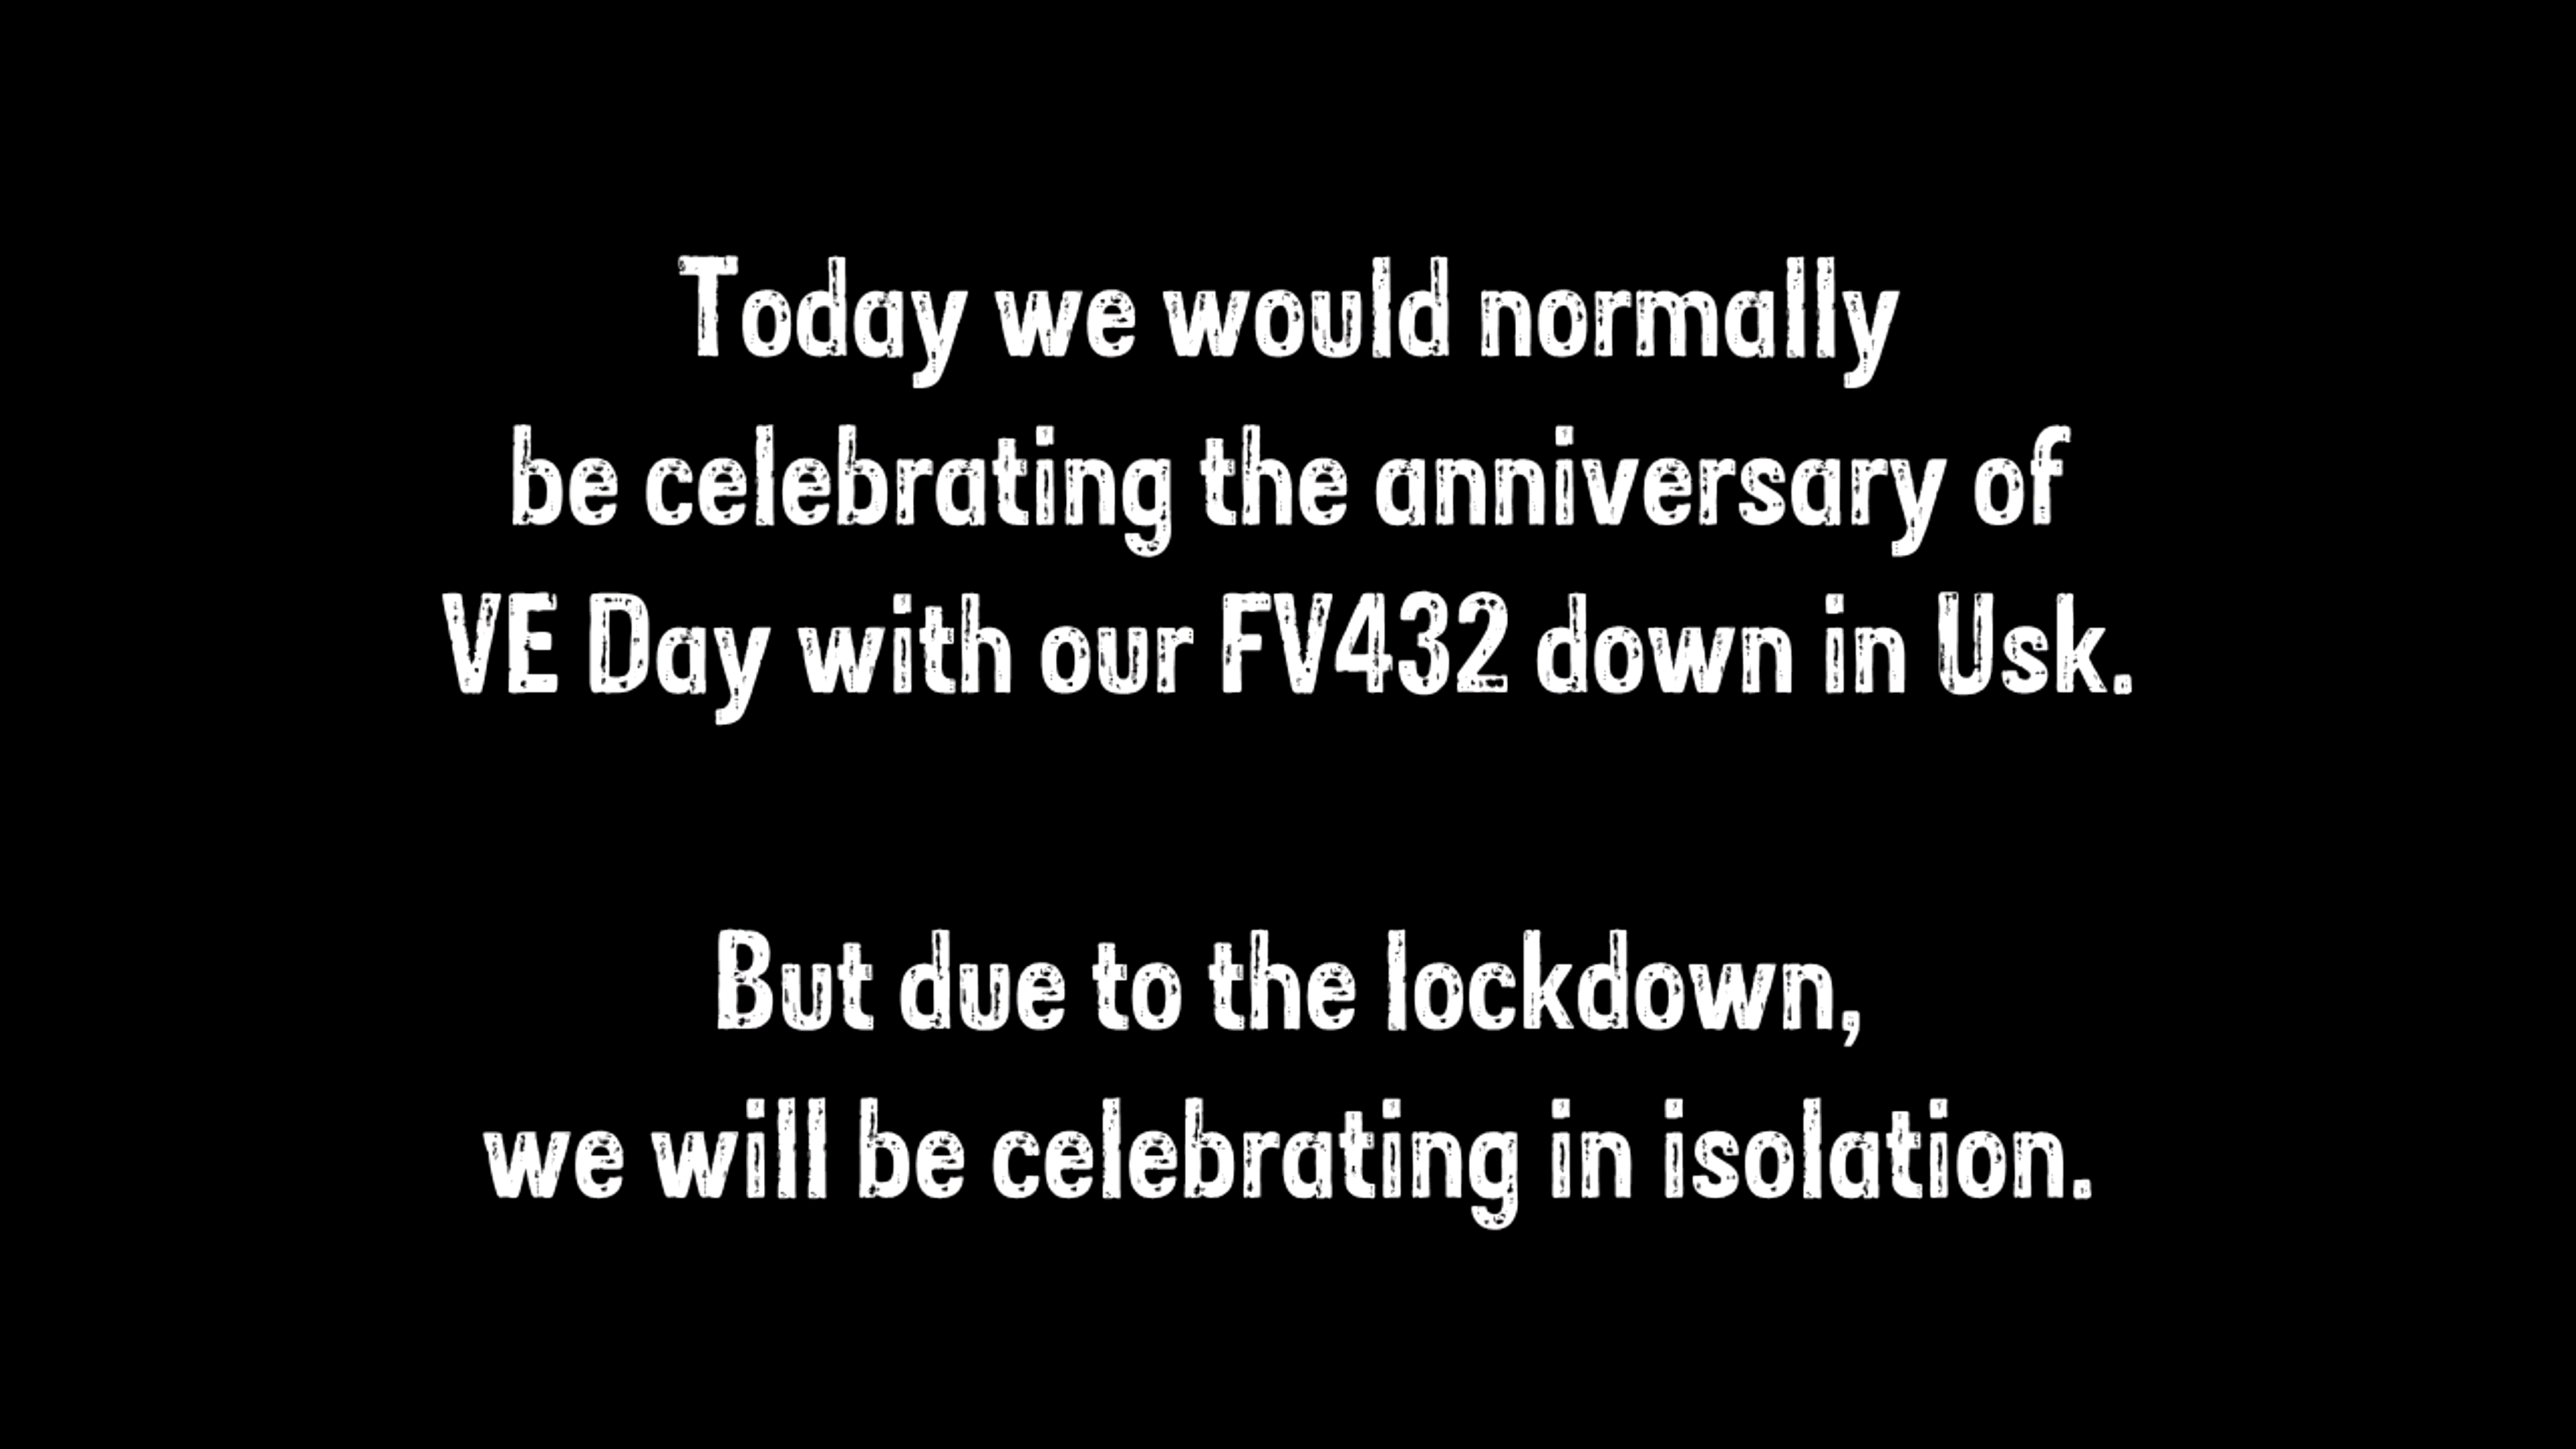 Today we would normally
be celebrating the anniversary of
VE Day with our FV432 down in Usk.
But due to the lockdown,
we will be celebrating in isolation.